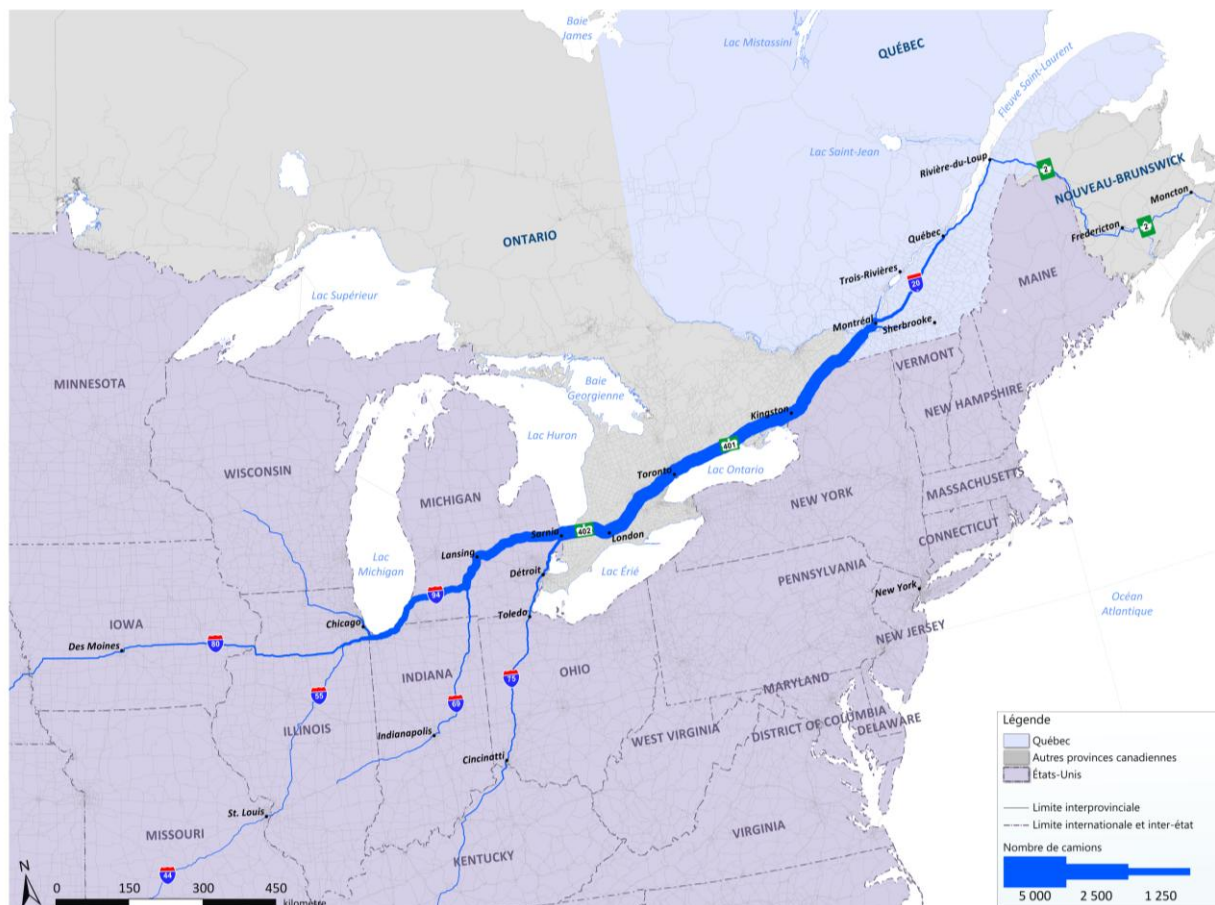 Baie
James
Lac Mistassini
QUÉBEC
Fleuve Saint-Laurent
Lac Saint-Jean
Rivière-du-Loup
2
NOUVEAU-BRUNSWICK
Moncton
Fredericton
2
ONTARIO
Québec
Trois-Rivières
20
MAINE
Lac Supérieur
Montréal
Sherbrooke
VERMONT
MINNESOTA
Baie
Georgienne
NEW HAMPSHIRE
Kingston
Lac Huron
401
Toronto
Lac Ontario
WISCONSIN
MICHIGAN
NEW YORK
MASSACHUSETTS
CONNECTICUT
Sarnia
402
London
Lansing
Lac
Michigan
Détroit
Lac Érié
PENNSYLVANIA
New York
Océan
Atlantique
94
Toledo
IOWA
Chicago
NEW JERSEY
Des Moines
80
INDIANA
OHIO
75
MARYLAND
55
69
ILLINOIS
Indianapolis
WEST VIRGINIA
DISTRICT OF COLUMBIA
DELAWARE
Cincinatti
St. Louis
MISSOURI
VIRGINIA
KENTUCKY
44
N
0 150 300 450
kilomètre
Légende
Québec
Autres provinces canadiennes
États-Unis
Limite interprovinciale
Limite internationale et inter-état
Nombre de camions
5 000 2 500 1 250